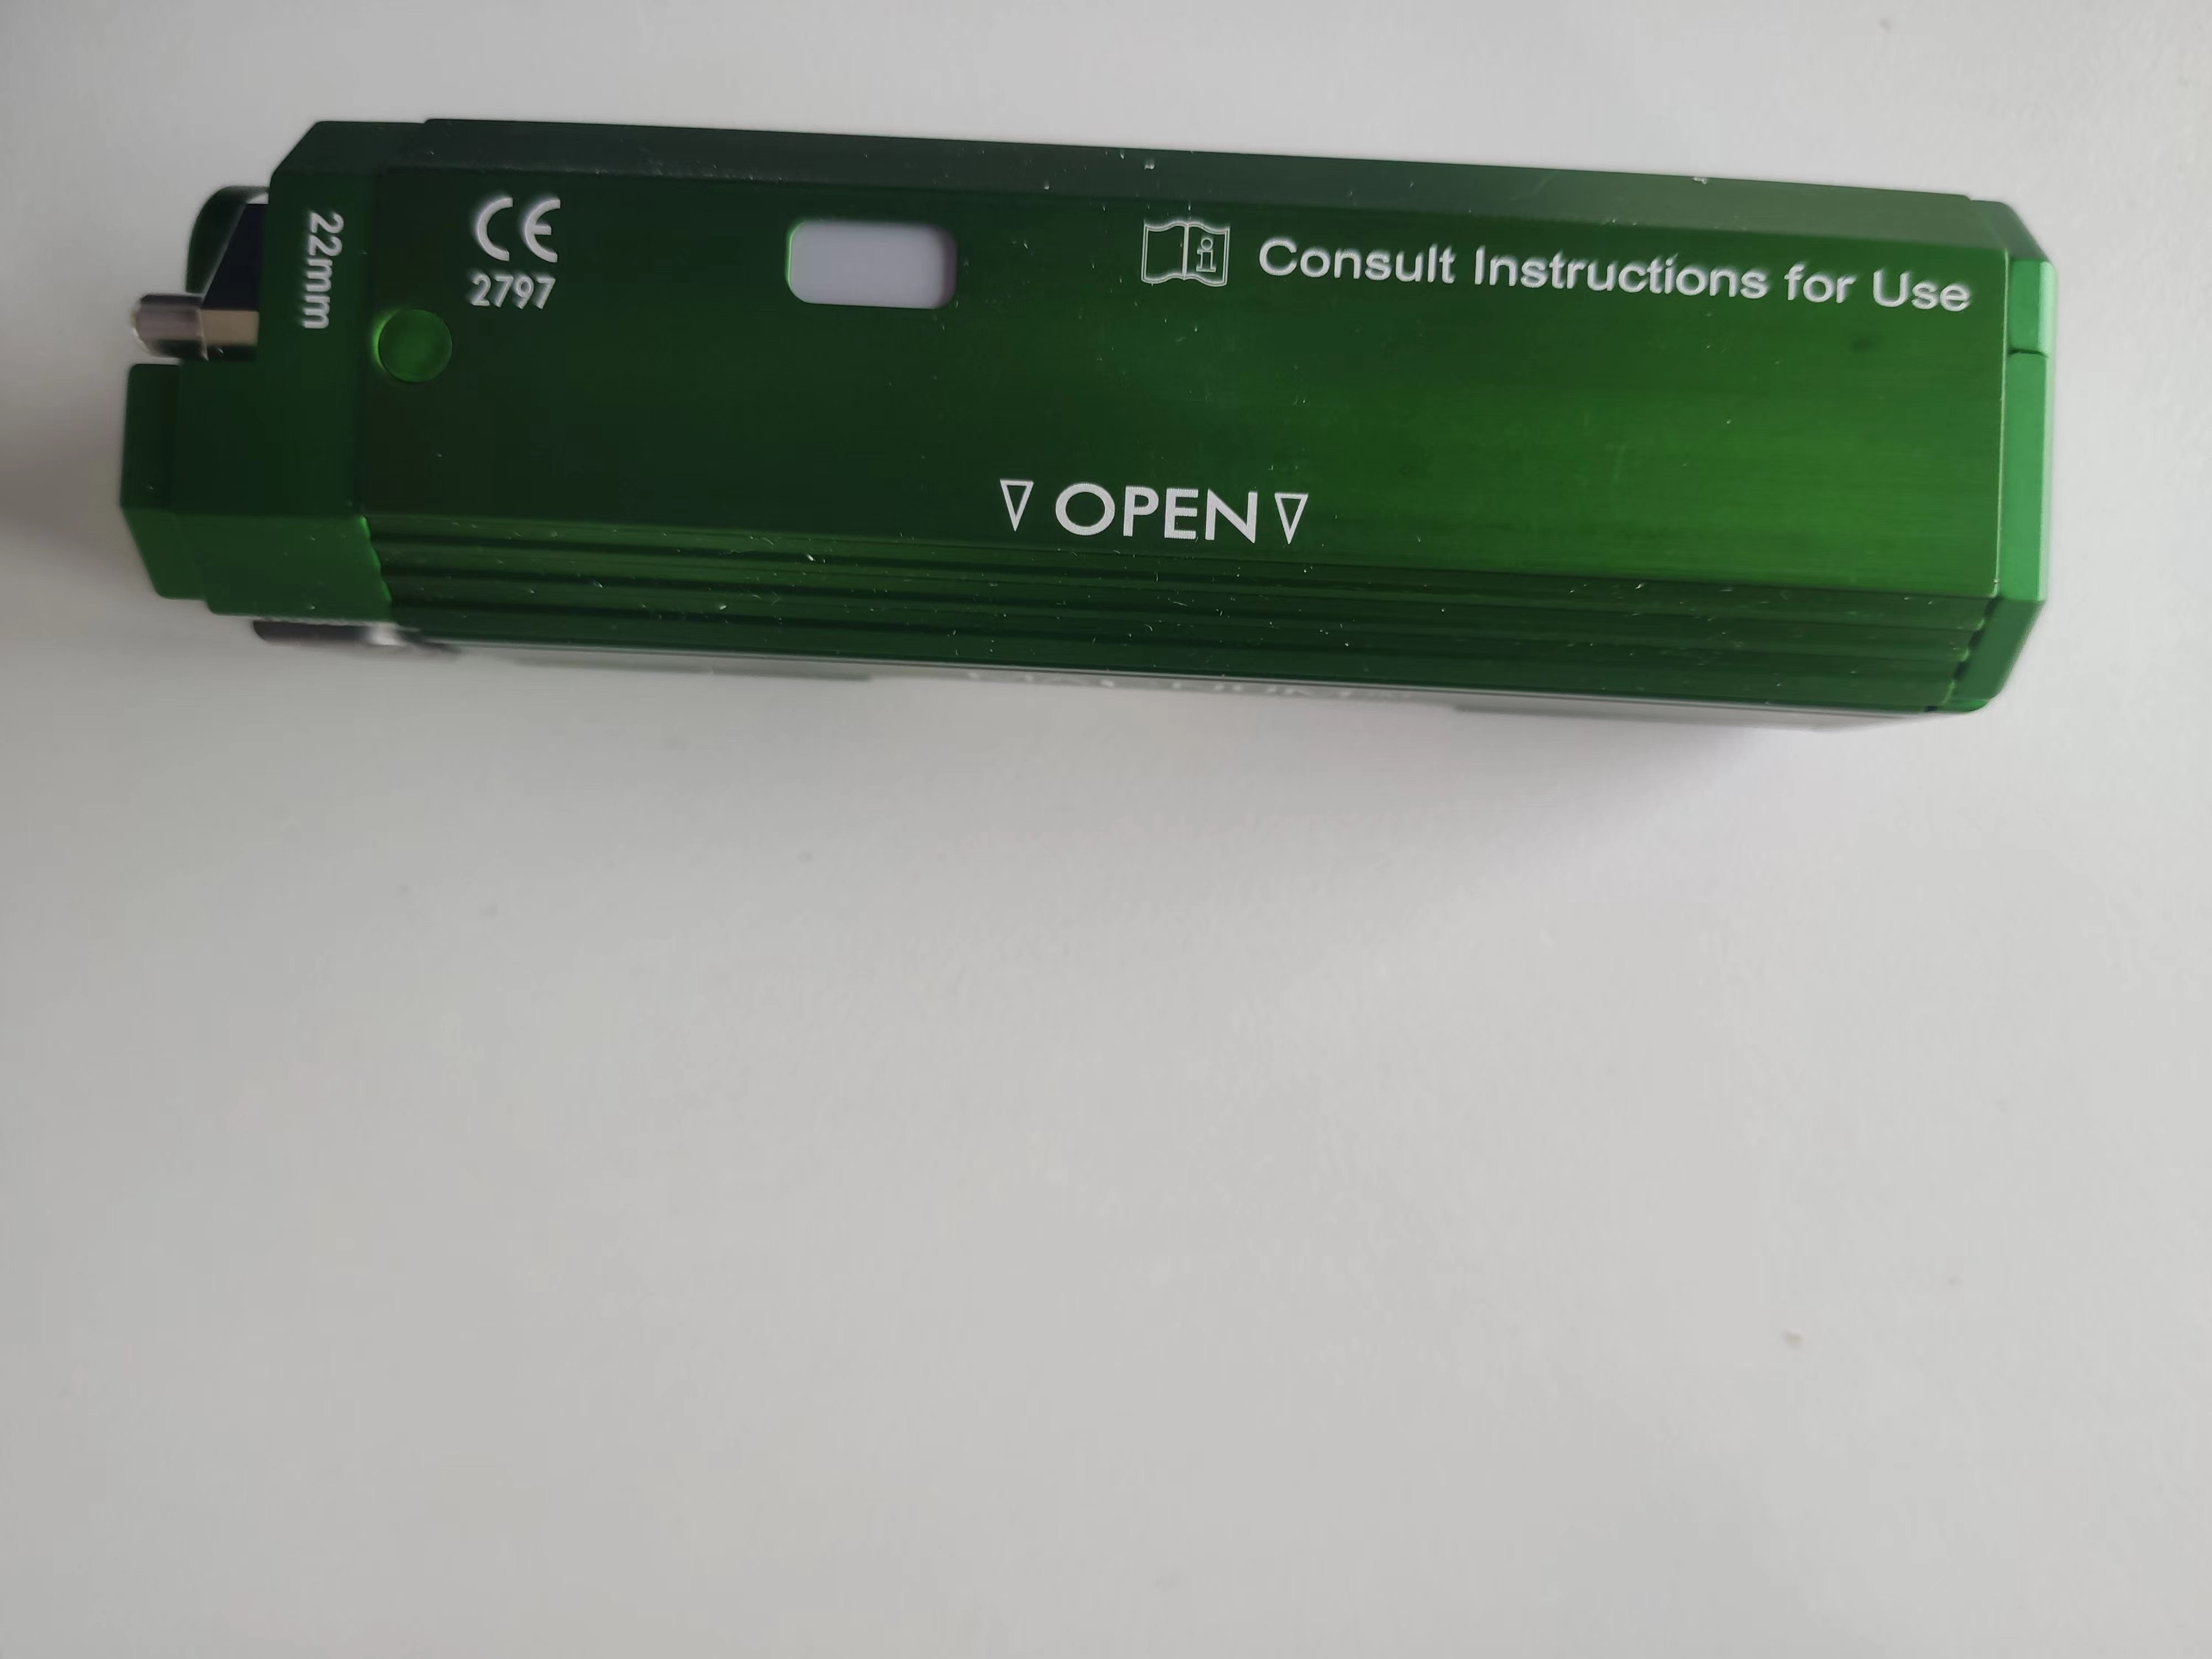 22mm
CE
2797
Consult Instructions for Use
▽ OPEN ▽